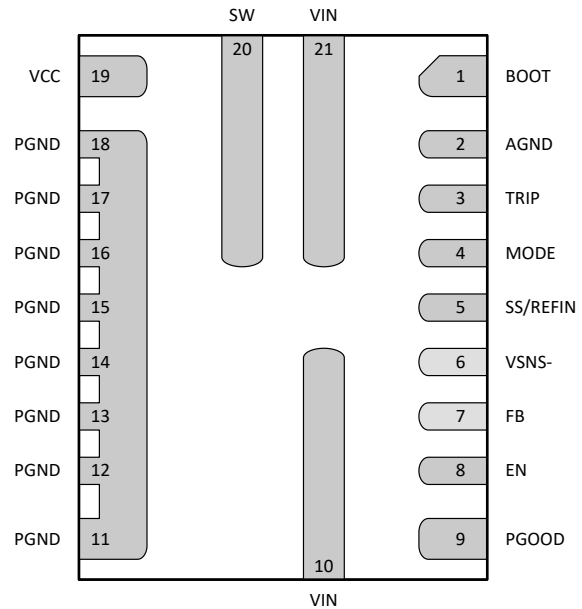 SW VIN
20 21
VCC 19 1 BOOT
PGND 18 2 AGND
PGND 17 3 TRIP
PGND 16 4 MODE
PGND 15 5 SS/REFIN
PGND 14 6 VSNS-
PGND 13 7 FB
PGND 12 8 EN
PGND 11 9 PGOOD
10
VIN